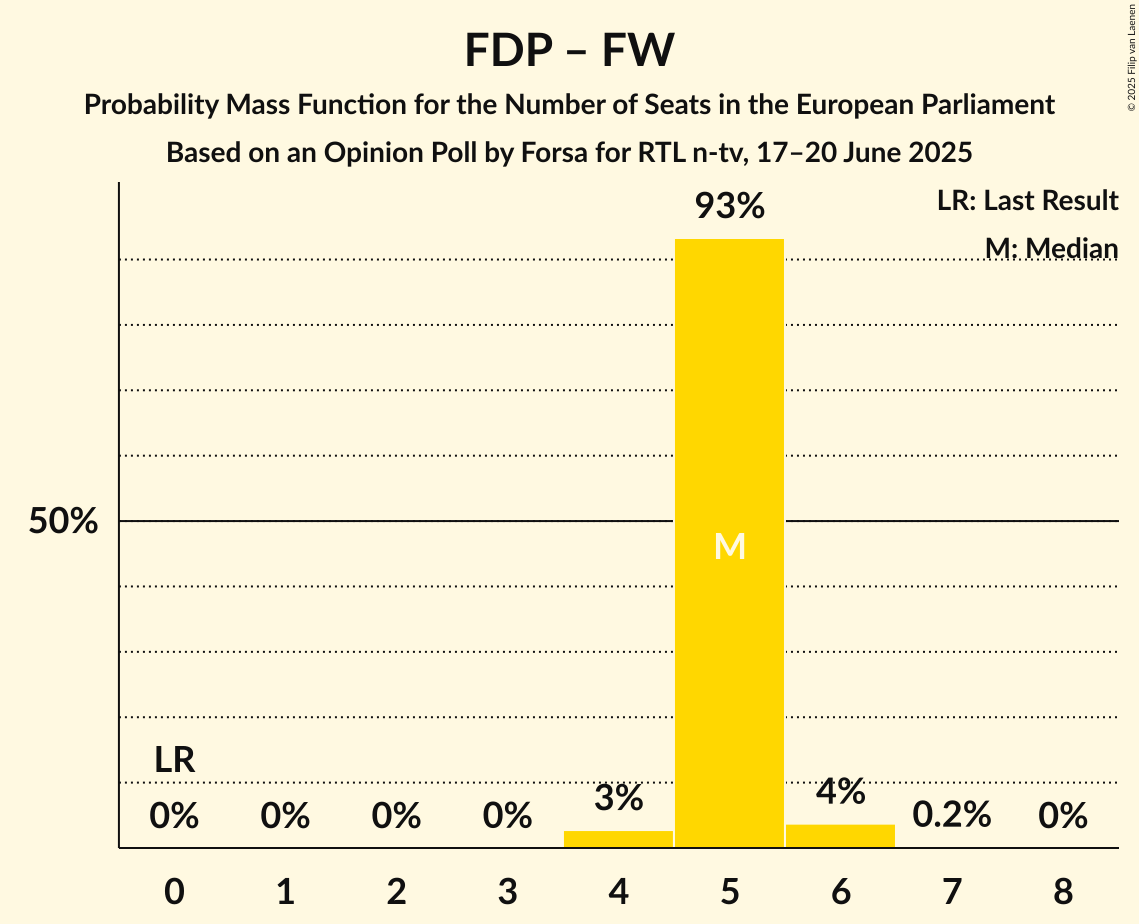 FDP – FW
Probability Mass Function for the Number of Seats in the European Parliament
Based on an Opinion Poll by Forsa for RTL n-tv, 17–20 June 2025
© 2025 Filip van Laenen
LR: Last Result
M: Median
93%
50%
M
LR
0% 0% 0% 0% 3% 4% 0.2% 0%
0 1 2 3 4 5 6 7 8